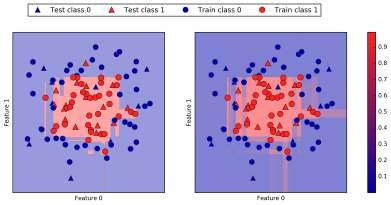 Test class 0 Test class 1 Train class 0 Train class 1
Feature 1
Feature 0
Feature 1
Feature 0
0.9
0.8
0.7
0.6
0.5
0.4
0.3
0.2
0.1